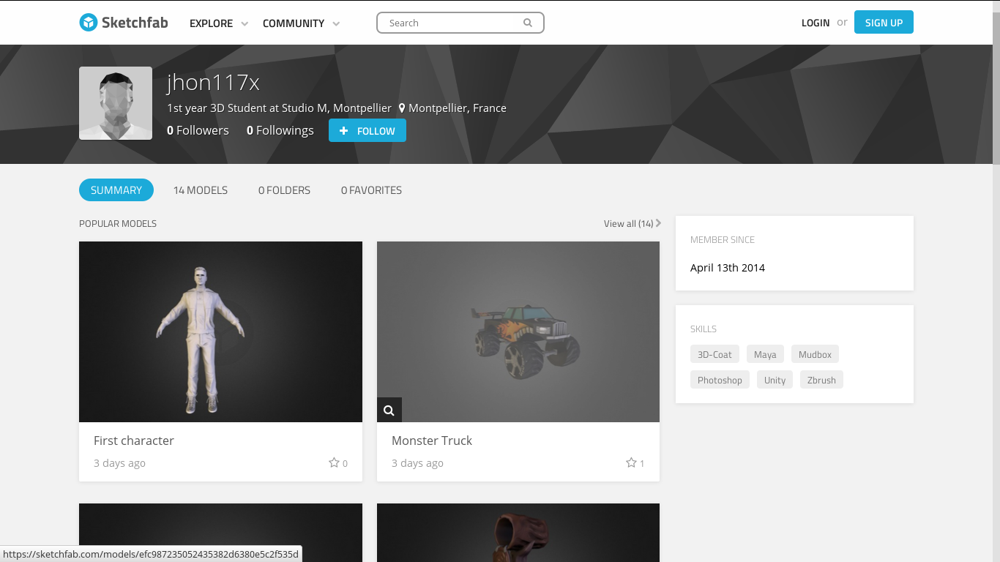 Sketchfab
EXPLORE
COMMUNITY
Search
LOGIN or SIGN UP
jhon117x
1st year 3D Student at Studio M, Montpellier Montpellier, France
0 Followers 0 Followings + FOLLOW
SUMMARY 14 MODELS 0 FOLDERS 0 FAVORITES
POPULAR MODELS View all (14)
First character
3 days ago 0
Monster Truck
3 days ago 1
MEMBER SINCE
April 13th 2014
SKILLS
3D-Coat Maya Mudbox
Photoshop Unity Zbrush
https://sketchfab.com/models/efc987235052435382d6380e5c2f535d